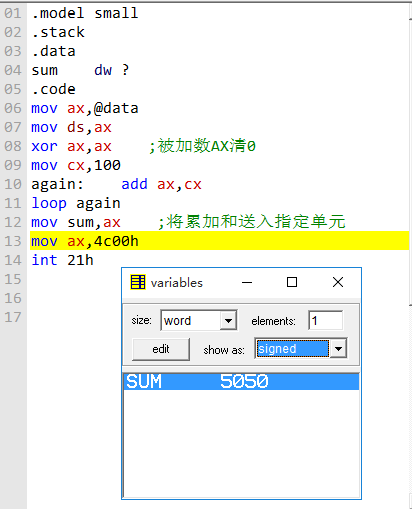 01 .model small
02 .stack
03 .data
04 sum    dw ?
05 .code
06 mov ax,@data
07 mov ds,ax
08 xor ax,ax    ;被加数AX清0
09 mov cx,100
10 again:    add ax,cx
11 loop again
12 mov sum,ax    ;将累加和送入指定单元
13 mov ax,4c00h
14 int 21h
15
16
17
variables
size: word elements: 1
edit show as: signed
SUM    5050